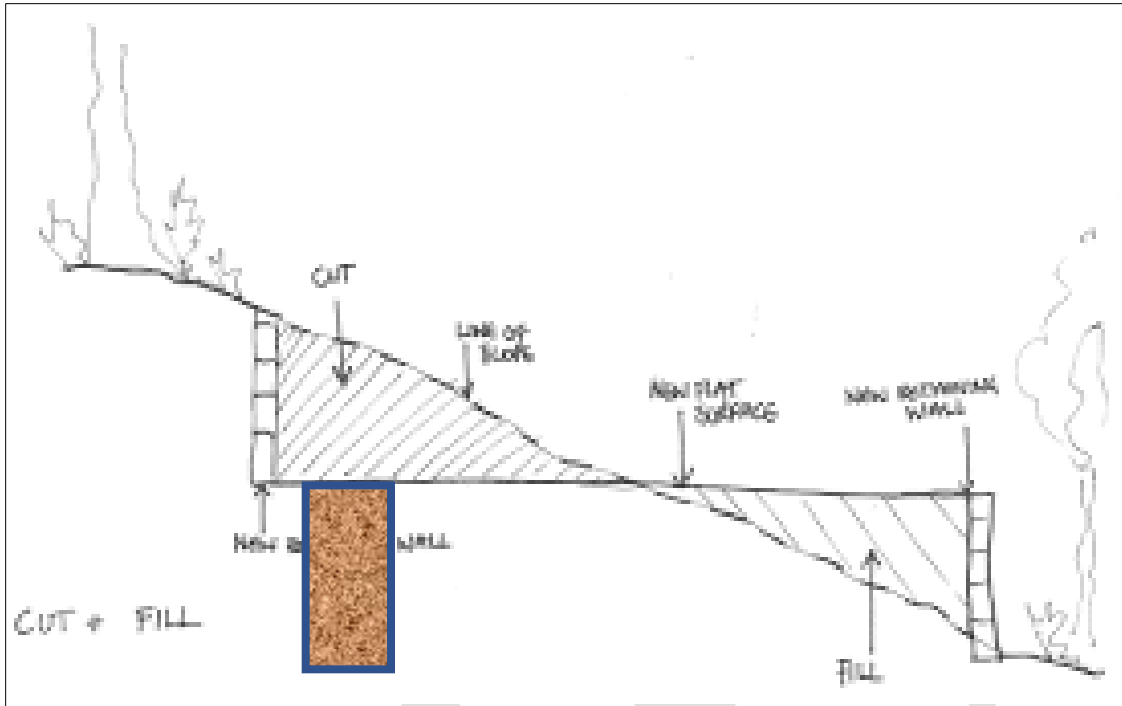 CUT
LINE OF
SLOPE
NEW FLAT
SURFACE
NEW RETAINING
WALL
NEW
WALL
CUT + FILL
FILL